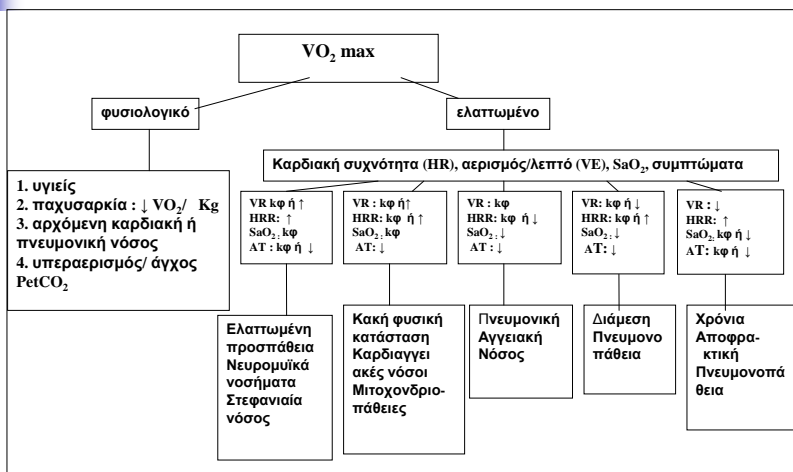 VO₂ max
φυσιολογικό
ελαττωμένο
Καρδιακή συχνότητα (HR), αερισμός/λεπτό (VE), SaO₂, συμπτώματα
1. υγιείς
2. παχυσαρκία : ↓ VO₂/ Kg
3. αρχόμενη καρδιακή ή
πνευμονική νόσος
4. υπεραερισμός/ άγχος
PetCO₂
VR κφ ή↑
HRR: ↑
SaO₂ : κφ
AT : κφ ή ↓
VR : κφ ή↑
HRR: κφ ή ↑
SaO₂ : κφ
AT: ↓
VR : κφ
HRR: κφ ή ↓
SaO₂ : ↓
AT : ↓
VR: κφ ή ↓
HRR: κφ ή ↑
SaO₂ : ↓
AT: ↓
VR : ↓
HRR: ↑
SaO₂: κφ ή ↓
AT: κφ ή ↓
Ελαττωμένη
προσπάθεια
Νευρομυϊκά
νοσήματα
Στεφανιαία
νόσος
Κακή φυσική
κατάσταση
Καρδιαγγει
ακές νόσοι
Μιτοχονδριο-
πάθειες
Πνευμονική
Αγγειακή
Νόσος
Διάμεση
Πνευμονο
πάθεια
Χρόνια
Αποφρα-
κτική
Πνευμονοπά
θεια